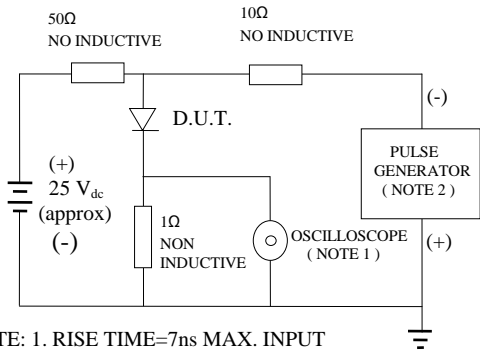 50Ω
NO INDUCTIVE
10Ω
NO INDUCTIVE
(-)
D.U.T.
PULSE
GENERATOR
( NOTE 2 )
(+)
25 Vdc
(approx)
(-)
1Ω
NON
INDUCTIVE
OSCILLOSCOPE
( NOTE 1 )
(+)
TE: 1. RISE TIME=7ns MAX. INPUT